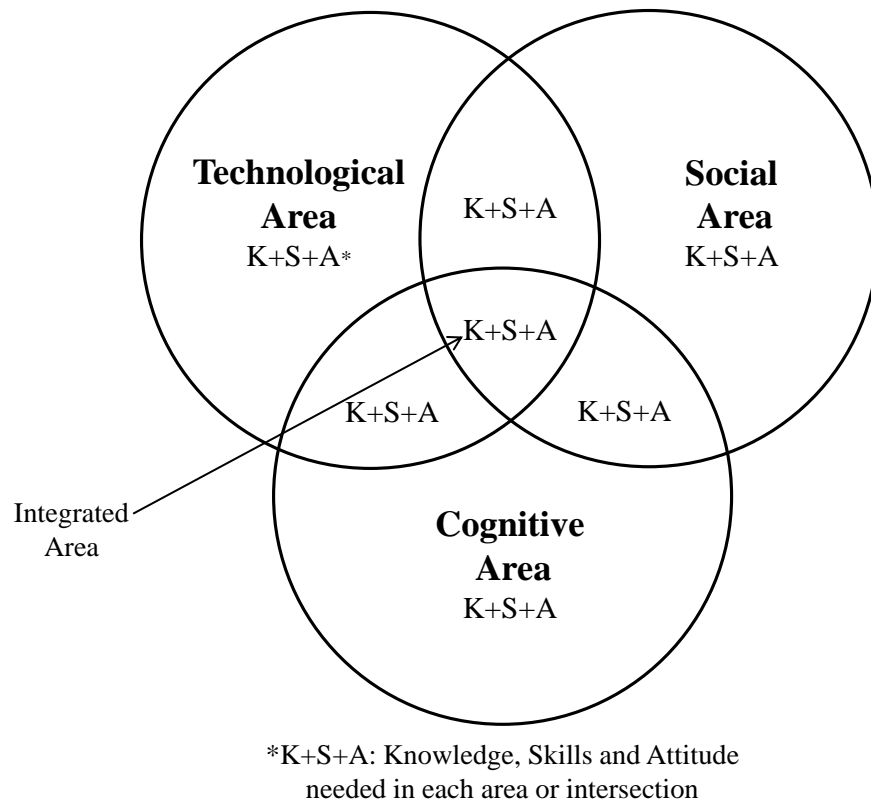 Technological
Area
K+S+A*
Social
Area
K+S+A
K+S+A
K+S+A
K+S+A
K+S+A
Integrated
Area
Cognitive
Area
K+S+A
*K+S+A: Knowledge, Skills and Attitude
needed in each area or intersection